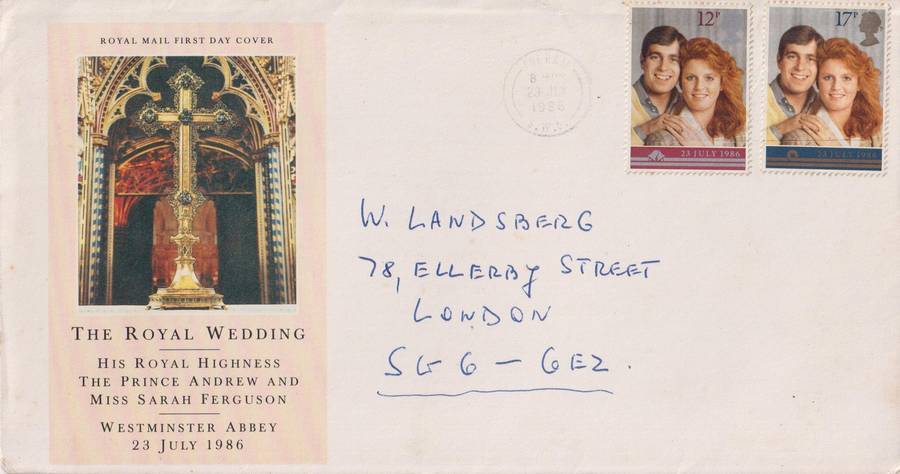 ROYAL MAIL FIRST DAY COVER
THE ROYAL WEDDING
HIS ROYAL HIGHNESS
THE PRINCE ANDREW AND
MISS SARAH FERGUSON
WESTMINSTER ABBEY
23 JULY 1986
23 JLY
1986
12P
23 JULY 1986
17P
23 JULY 1986
W. LANDSBERG
78, ELLERBY STREET
LONDON
SG6 - 6EZ.